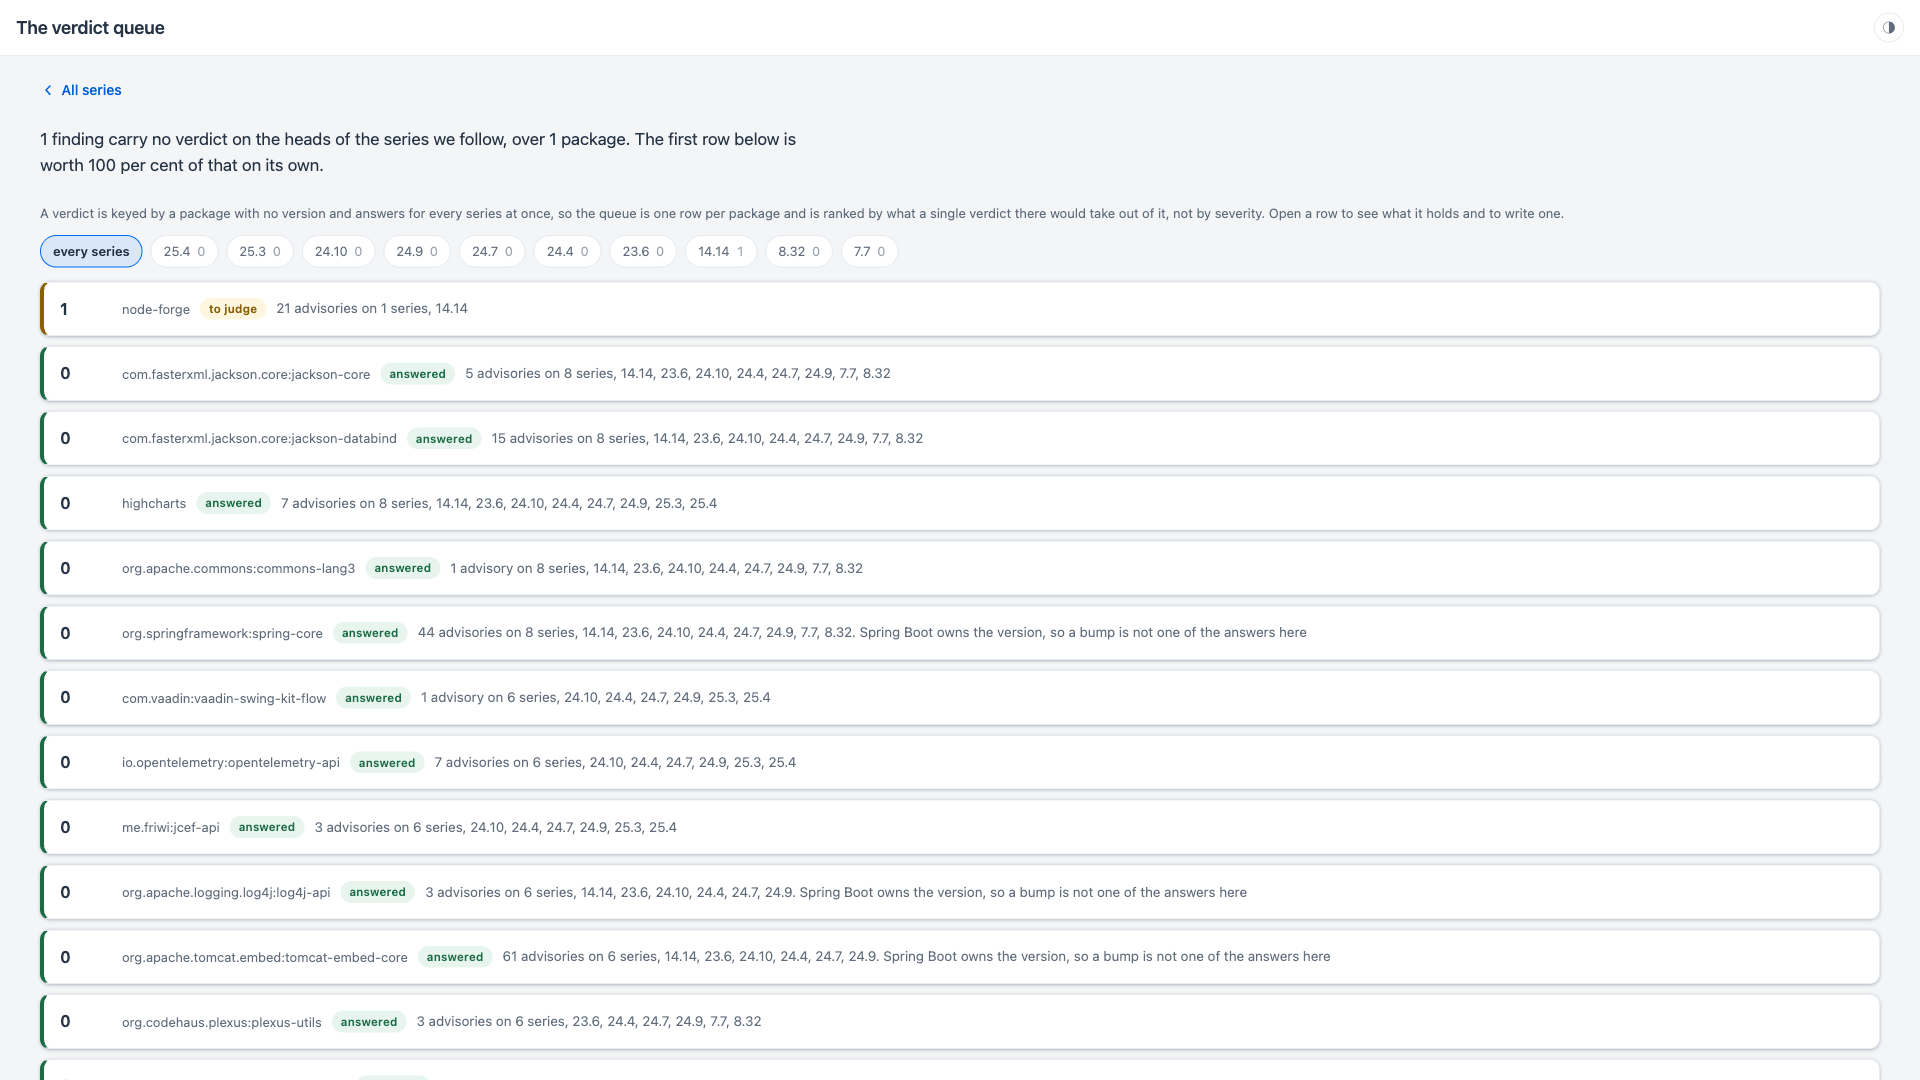 The verdict queue
All series
1 finding carry no verdict on the heads of the series we follow, over 1 package. The first row below is
worth 100 per cent of that on its own.
A verdict is keyed by a package with no version and answers for every series at once, so the queue is one row per package and is ranked by what a single verdict there would take out of it, not by severity. Open a row to see what it holds and to write one.
every series 25.4 0 25.3 0 24.10 0 24.9 0 24.7 0 24.4 0 23.6 0 14.14 1 8.32 0 7.7 0
1 node-forge to judge 21 advisories on 1 series, 14.14
0 com.fasterxml.jackson.core:jackson-core answered 5 advisories on 8 series, 14.14, 23.6, 24.10, 24.4, 24.7, 24.9, 7.7, 8.32
0 com.fasterxml.jackson.core:jackson-databind answered 15 advisories on 8 series, 14.14, 23.6, 24.10, 24.4, 24.7, 24.9, 7.7, 8.32
0 highcharts answered 7 advisories on 8 series, 14.14, 23.6, 24.10, 24.4, 24.7, 24.9, 25.3, 25.4
0 org.apache.commons:commons-lang3 answered 1 advisory on 8 series, 14.14, 23.6, 24.10, 24.4, 24.7, 24.9, 7.7, 8.32
0 org.springframework:spring-core answered 44 advisories on 8 series, 14.14, 23.6, 24.10, 24.4, 24.7, 24.9, 7.7, 8.32. Spring Boot owns the version, so a bump is not one of the answers here
0 com.vaadin:vaadin-swing-kit-flow answered 1 advisory on 6 series, 24.10, 24.4, 24.7, 24.9, 25.3, 25.4
0 io.opentelemetry:opentelemetry-api answered 7 advisories on 6 series, 24.10, 24.4, 24.7, 24.9, 25.3, 25.4
0 me.friwi:jcef-api answered 3 advisories on 6 series, 24.10, 24.4, 24.7, 24.9, 25.3, 25.4
0 org.apache.logging.log4j:log4j-api answered 3 advisories on 6 series, 14.14, 23.6, 24.10, 24.4, 24.7, 24.9. Spring Boot owns the version, so a bump is not one of the answers here
0 org.apache.tomcat.embed:tomcat-embed-core answered 61 advisories on 6 series, 14.14, 23.6, 24.10, 24.4, 24.7, 24.9. Spring Boot owns the version, so a bump is not one of the answers here
0 org.codehaus.plexus:plexus-utils answered 3 advisories on 6 series, 23.6, 24.4, 24.7, 24.9, 7.7, 8.32